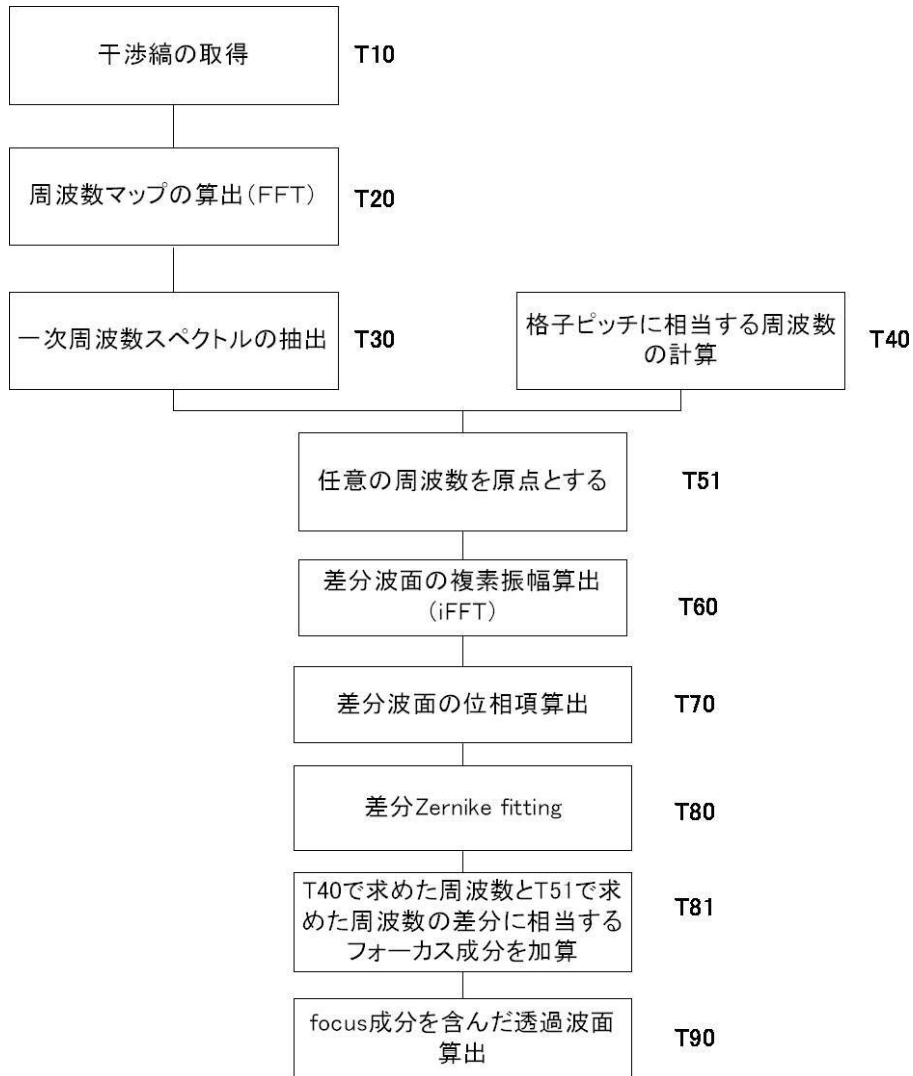 干渉縞の取得
T10
周波数マップの算出(FFT)
T20
一次周波数スペクトルの抽出
T30
格子ピッチに相当する周波数
の計算
T40
任意の周波数を原点とする
T51
差分波面の複素振幅算出
(iFFT)
T60
差分波面の位相項算出
T70
差分Zernike fitting
T80
T40で求めた周波数とT51で求
めた周波数の差分に相当する
フォーカス成分を加算
T81
focus成分を含んだ透過波面
算出
T90